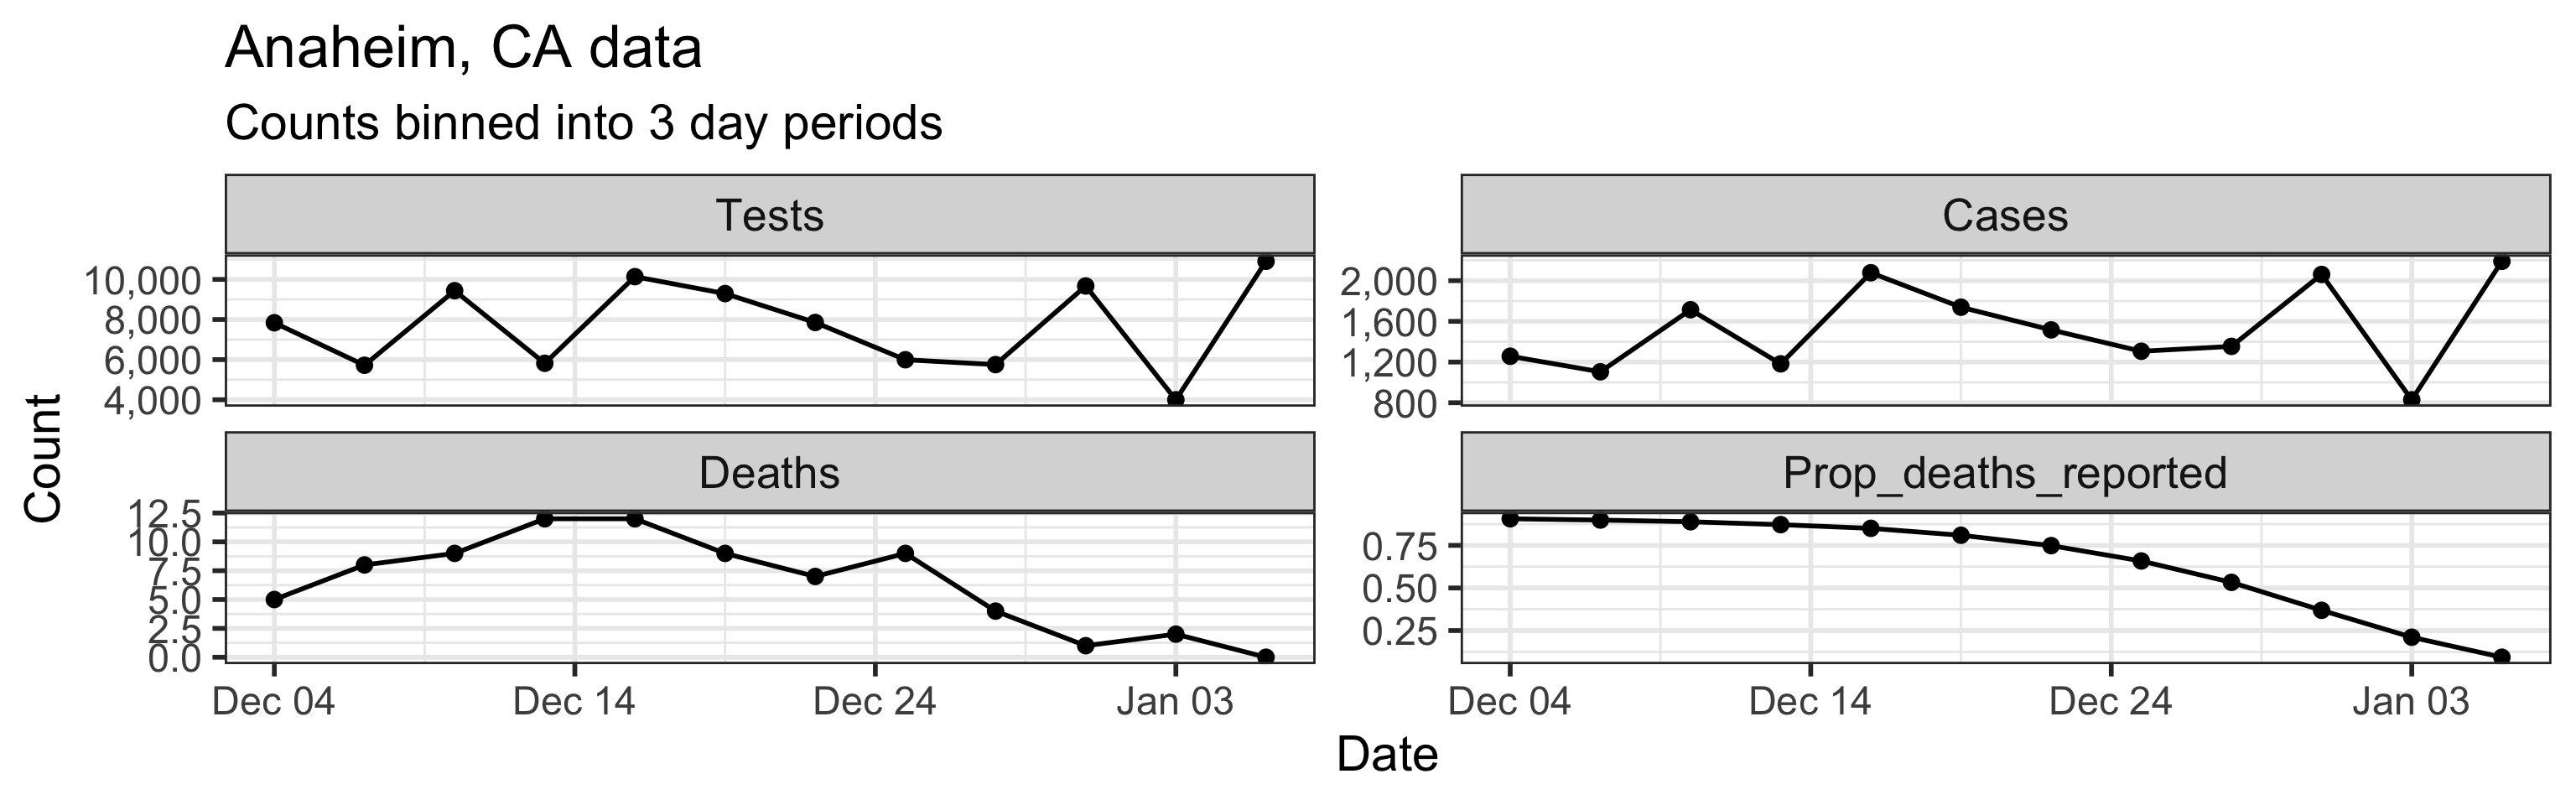 Anaheim, CA data
Counts binned into 3 day periods
Tests
Cases
10,000
8,000
6,000
4,000
2,000
1,600
1,200
800
Count
Deaths
Prop_deaths_reported
12.5
10.0
7.5
5.0
2.5
0.0
0.75
0.50
0.25
Dec 04 Dec 14 Dec 24 Jan 03
Dec 04 Dec 14 Dec 24 Jan 03
Date